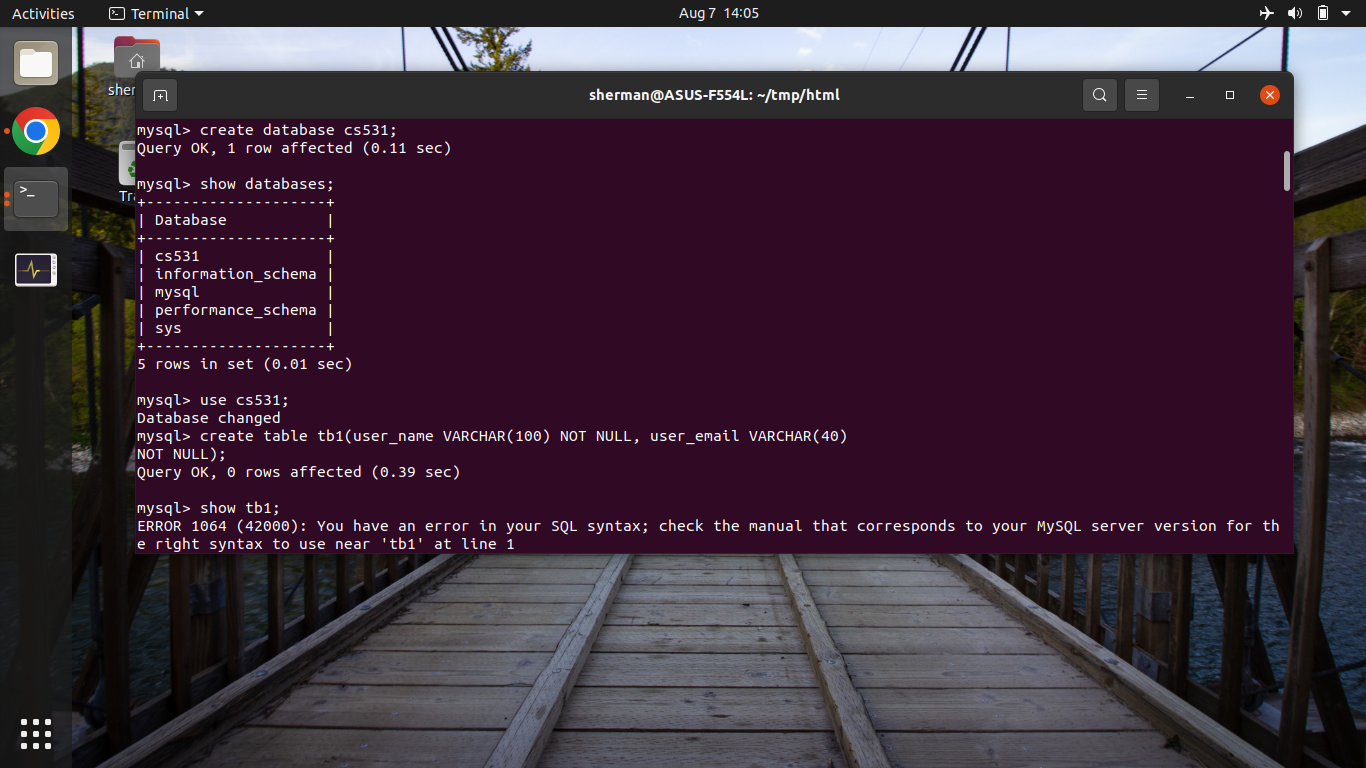 Activities
Terminal
Aug 7 14:05
sherman@ASUS-F554L: ~/tmp/html
mysql> create database cs531;
Query OK, 1 row affected (0.11 sec)
mysql> show databases;
+--------------------+
| Database           |
+--------------------+
| cs531              |
| information_schema |
| mysql              |
| performance_schema |
| sys                |
+--------------------+
5 rows in set (0.01 sec)
mysql> use cs531;
Database changed
mysql> create table tb1(user_name VARCHAR(100) NOT NULL, user_email VARCHAR(40)
NOT NULL);
Query OK, 0 rows affected (0.39 sec)
mysql> show tb1;
ERROR 1064 (42000): You have an error in your SQL syntax; check the manual that corresponds to your MySQL server version for th
e right syntax to use near 'tb1' at line 1